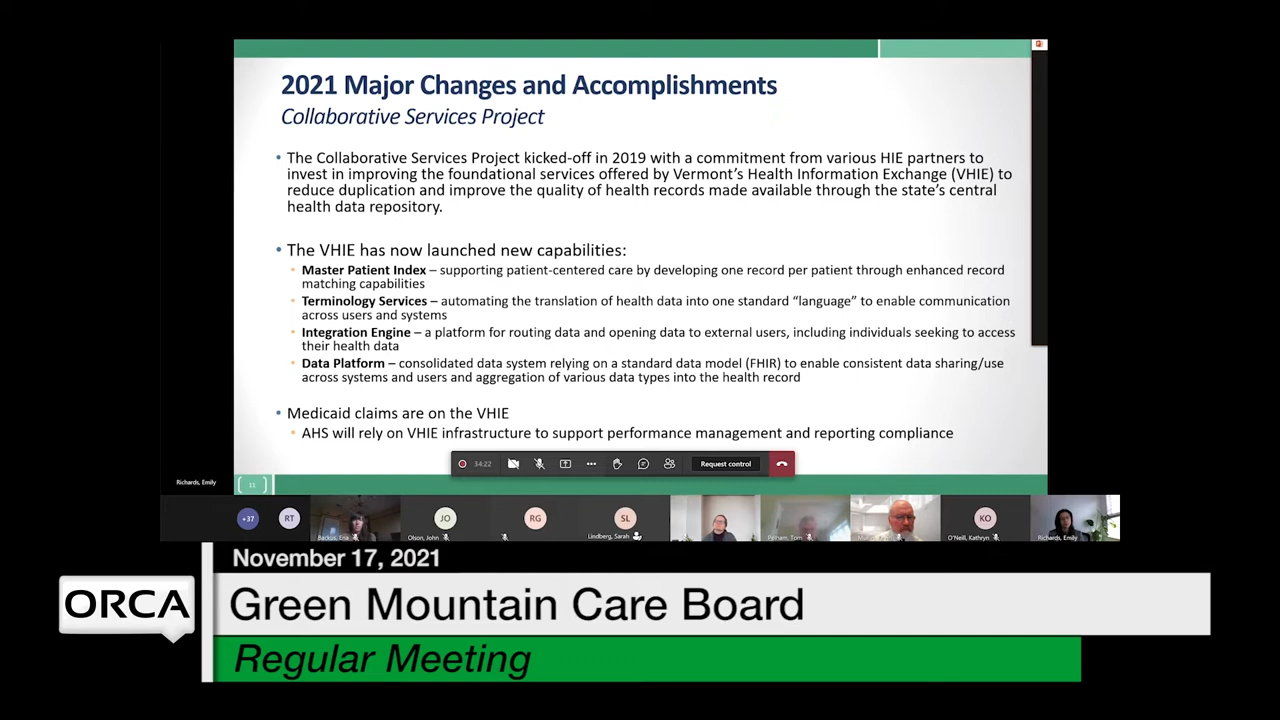 2021 Major Changes and Accomplishments
Collaborative Services Project
• The Collaborative Services Project kicked-off in 2019 with a commitment from various HIE partners to
invest in improving the foundational services offered by Vermont's Health Information Exchange (VHIE) to
reduce duplication and improve the quality of health records made available through the state's central
health data repository.
• The VHIE has now launched new capabilities:
• Master Patient Index – supporting patient-centered care by developing one record per patient through enhanced record
matching capabilities
• Terminology Services – automating the translation of health data into one standard “language” to enable communication
across users and systems
• Integration Engine – a platform for routing data and opening data to external users, including individuals seeking to access
their health data
• Data Platform – consolidated data system relying on a standard data model (FHIR) to enable consistent data sharing/use
across systems and users and aggregation of various data types into the health record
• Medicaid claims are on the VHIE
• AHS will rely on VHIE infrastructure to support performance management and reporting compliance
34:22
Request control
Richards, Emily
11
+37
RT
JO
RG
SL
KO
Backus, Ena
Olson, John
Lindberg, Sarah
Pelham, Tom
O'Neill, Kathryn
Richards, Emily
November 17, 2021
ORCA
Green Mountain Care Board
Regular Meeting